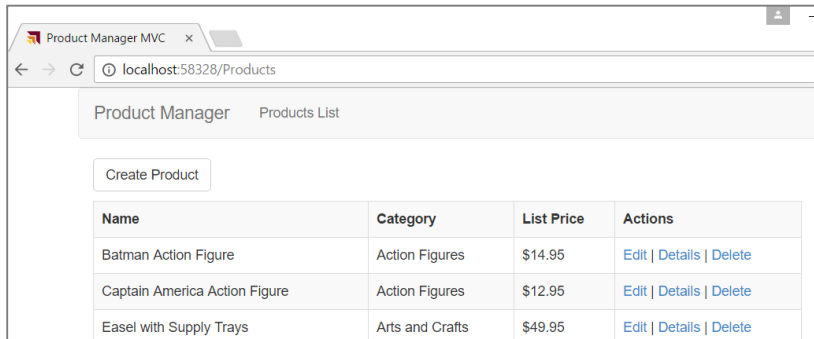 Product Manager MVC
localhost:58328/Products
Product Manager Products List
Create Product
Name Category List Price Actions
Batman Action Figure Action Figures $14.95 Edit | Details | Delete
Captain America Action Figure Action Figures $12.95 Edit | Details | Delete
Easel with Supply Trays Arts and Crafts $49.95 Edit | Details | Delete